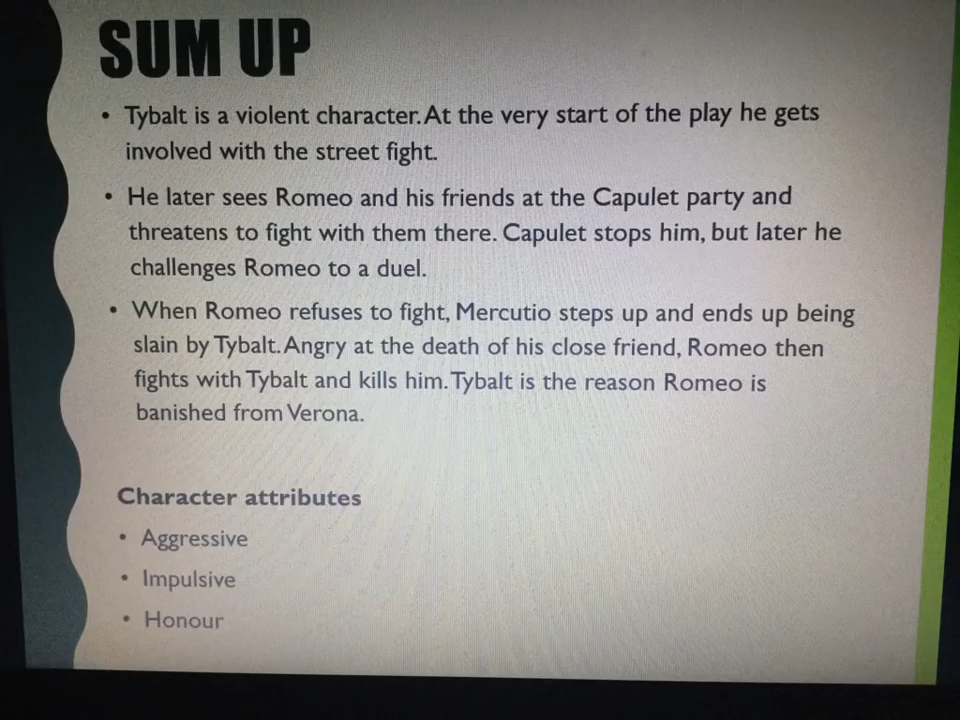 SUM UP
• Tybalt is a violent character. At the very start of the play he gets
involved with the street fight.
• He later sees Romeo and his friends at the Capulet party and
threatens to fight with them there. Capulet stops him, but later he
challenges Romeo to a duel.
• When Romeo refuses to fight, Mercutio steps up and ends up being
slain by Tybalt. Angry at the death of his close friend, Romeo then
fights with Tybalt and kills him. Tybalt is the reason Romeo is
banished from Verona.
Character attributes
• Aggressive
• Impulsive
• Honour